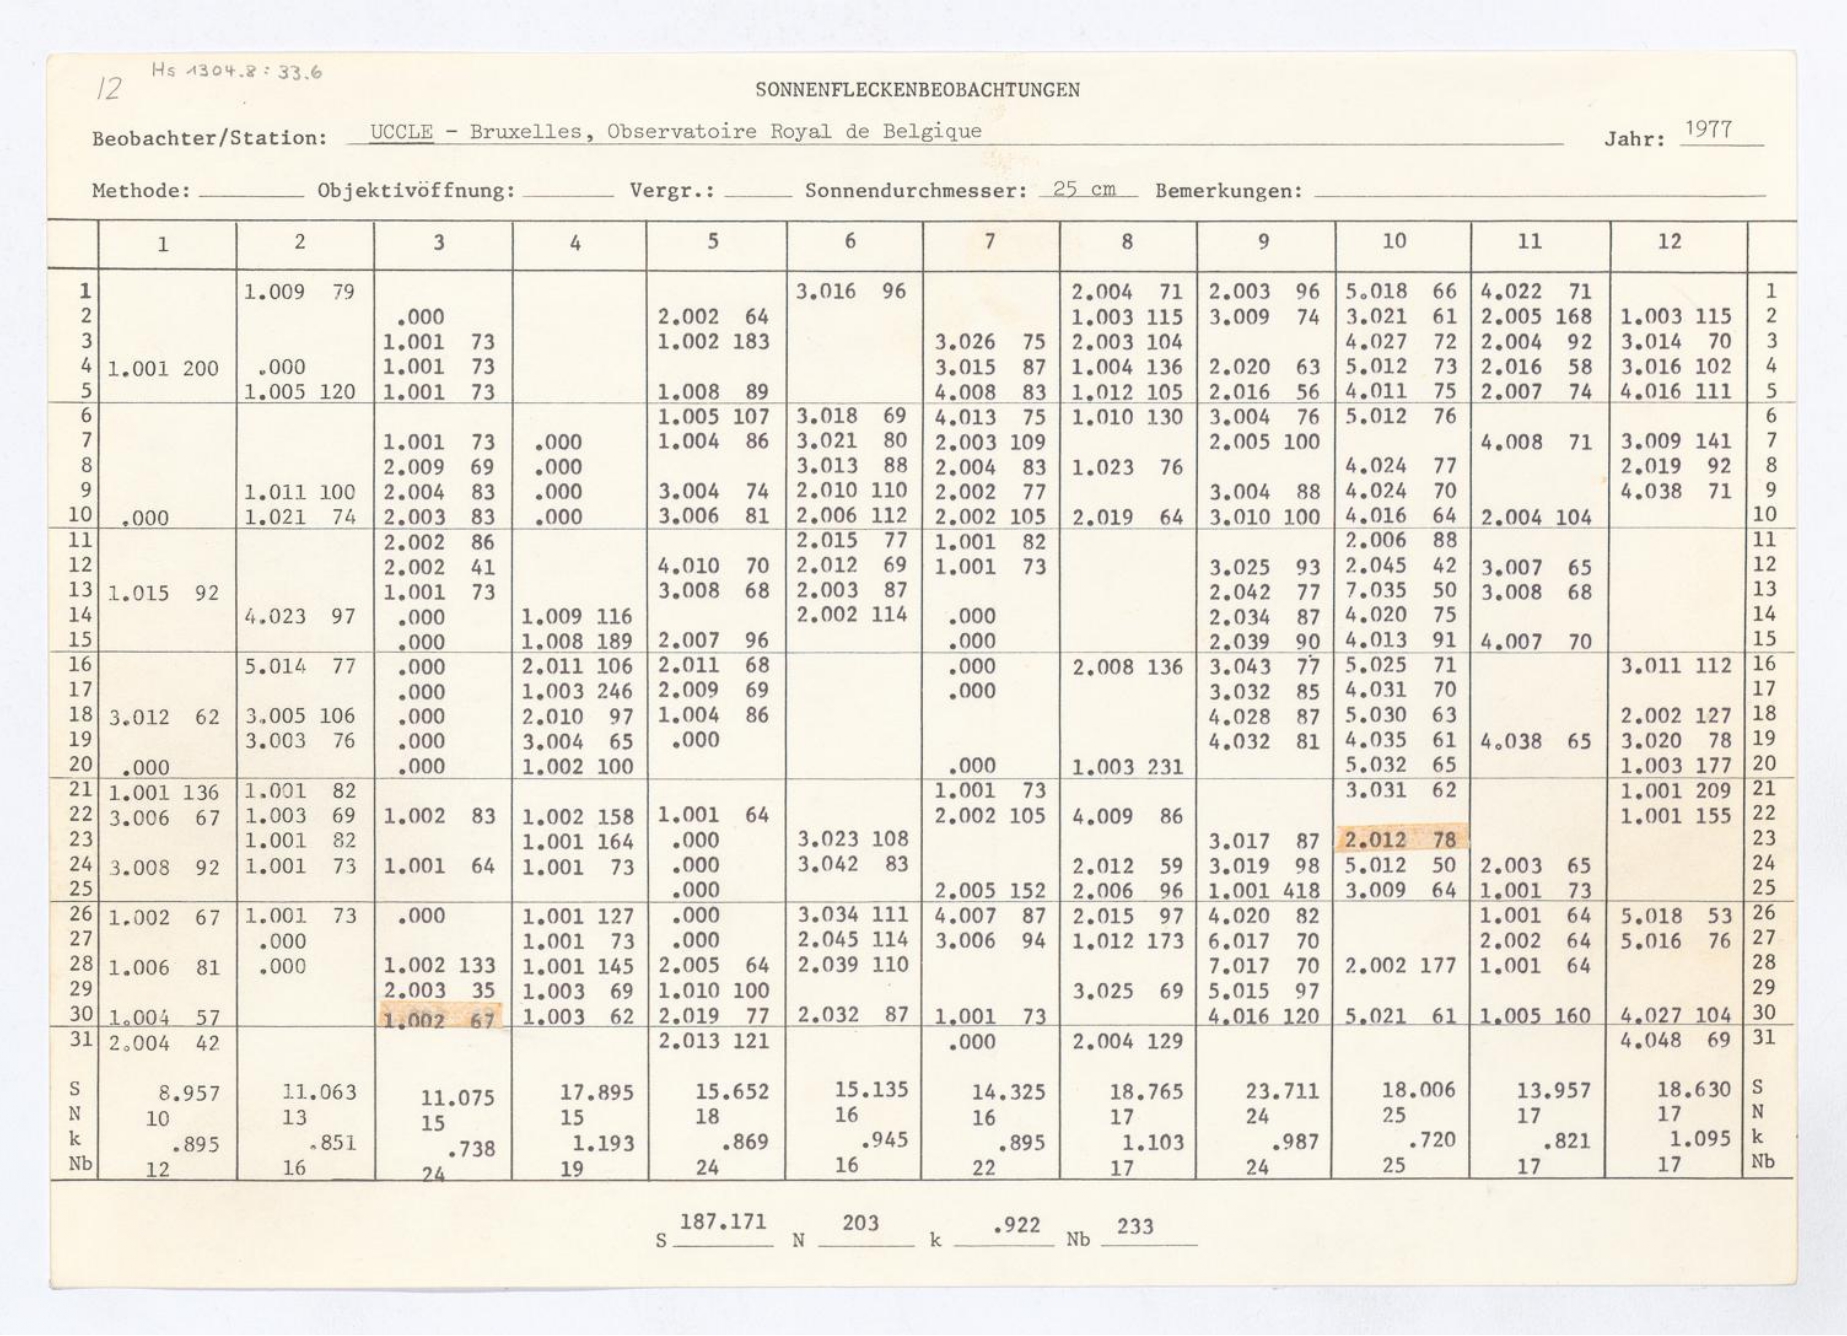 12 Hs 1304.8:33.6
SONNENFLECKENBEOBACHTUNGEN
Beobachter/Station: UCCLE - Bruxelles, Observatoire Royal de Belgique Jahr: 1977
Methode: Objektivöffnung: Vergr.: Sonnendurchmesser: 25 cm Bemerkungen:
1 2 3 4 5 6 7 8 9 10 11 12
1 1.009 79 3.016 96 2.004 71 2.003 96 5.018 66 4.022 71 1
2 .000 2.002 64 1.003 115 3.009 74 3.021 61 2.005 168 1.003 115 2
3 1.001 73 1.002 183 3.026 75 2.003 104 4.027 72 2.004 92 3.014 70 3
4 1.001 200 .000 1.001 73 3.015 87 1.004 136 2.020 63 5.012 73 2.016 58 3.016 102 4
5 1.005 120 1.001 73 1.008 89 4.008 83 1.012 105 2.016 56 4.011 75 2.007 74 4.016 111 5
6 1.005 107 3.018 69 4.013 75 1.010 130 3.004 76 5.012 76 6
7 1.001 73 .000 1.004 86 3.021 80 2.003 109 2.005 100 4.008 71 3.009 141 7
8 2.009 69 .000 3.013 88 2.004 83 1.023 76 4.024 77 2.019 92 8
9 1.011 100 2.004 83 .000 3.004 74 2.010 110 2.002 77 3.004 88 4.024 70 4.038 71 9
10 .000 1.021 74 2.003 83 .000 3.006 81 2.006 112 2.002 105 2.019 64 3.010 100 4.016 64 2.004 104 10
11 2.002 86 2.015 77 1.001 82 2.006 88 11
12 2.002 41 4.010 70 2.012 69 1.001 73 3.025 93 2.045 42 3.007 65 12
13 1.015 92 1.001 73 3.008 68 2.003 87 2.042 77 7.035 50 3.008 68 13
14 4.023 97 .000 1.009 116 2.002 114 .000 2.034 87 4.020 75 14
15 .000 1.008 189 2.007 96 .000 2.039 90 4.013 91 4.007 70 15
16 5.014 77 .000 2.011 106 2.011 68 .000 2.008 136 3.043 77 5.025 71 3.011 112 16
17 .000 1.003 246 2.009 69 .000 3.032 85 4.031 70 17
18 3.012 62 3.005 106 .000 2.010 97 1.004 86 4.028 87 5.030 63 2.002 127 18
19 3.003 76 .000 3.004 65 .000 4.032 81 4.035 61 4.038 65 3.020 78 19
20 .000 .000 1.002 100 .000 1.003 231 5.032 65 1.003 177 20
21 1.001 136 1.001 82 1.001 73 3.031 62 1.001 209 21
22 3.006 67 1.003 69 1.002 83 1.002 158 1.001 64 2.002 105 4.009 86 1.001 155 22
23 1.001 82 1.001 164 .000 3.023 108 3.017 87 2.012 78 23
24 3.008 92 1.001 73 1.001 64 1.001 73 .000 3.042 83 2.012 59 3.019 98 5.012 50 2.003 65 24
25 .000 2.005 152 2.006 96 1.001 418 3.009 64 1.001 73 25
26 1.002 67 1.001 73 .000 1.001 127 .000 3.034 111 4.007 87 2.015 97 4.020 82 1.001 64 5.018 53 26
27 .000 1.001 73 .000 2.045 114 3.006 94 1.012 173 6.017 70 2.002 64 5.016 76 27
28 1.006 81 .000 1.002 133 1.001 145 2.005 64 2.039 110 7.017 70 2.002 177 1.001 64 28
29 2.003 35 1.003 69 1.010 100 3.025 69 5.015 97 29
30 1.004 57 1.002 67 1.003 62 2.019 77 2.032 87 1.001 73 4.016 120 5.021 61 1.005 160 4.027 104 30
31 2.004 42 2.013 121 .000 2.004 129 4.048 69 31
S 8.957 11.063 11.075 17.895 15.652 15.135 14.325 18.765 23.711 18.006 13.957 18.630 S
N 10 13 15 15 18 16 16 17 24 25 17 17 N
k .895 .851 .738 1.193 .869 .945 .895 1.103 .987 .720 .821 1.095 k
Nb 12 16 24 19 24 16 22 17 24 25 17 17 Nb
S 187.171 N 203 k .922 Nb 233